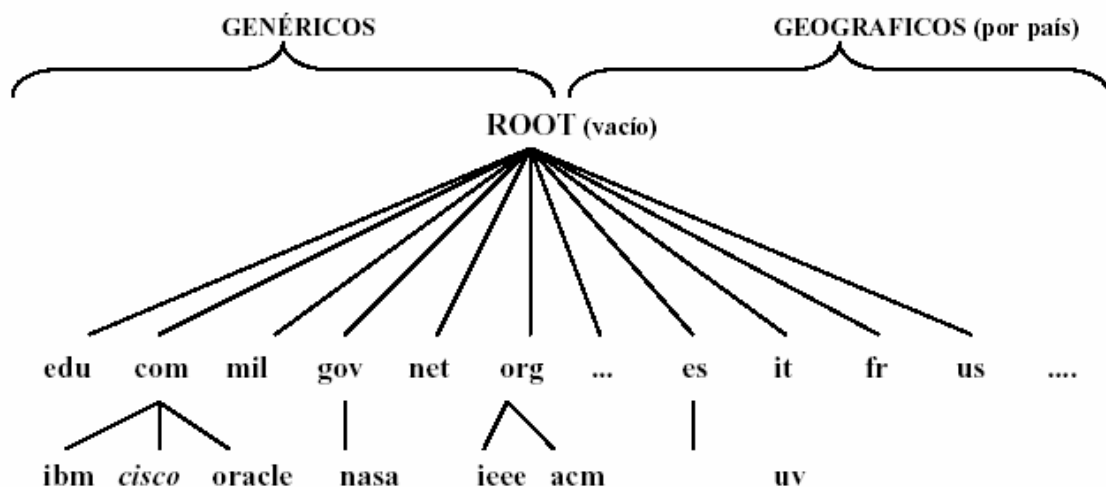 GENÉRICOS GEOGRAFICOS (por país)
ROOT (vacío)
edu com mil gov net org ... es it fr us ....
ibm cisco oracle nasa ieee acm uv